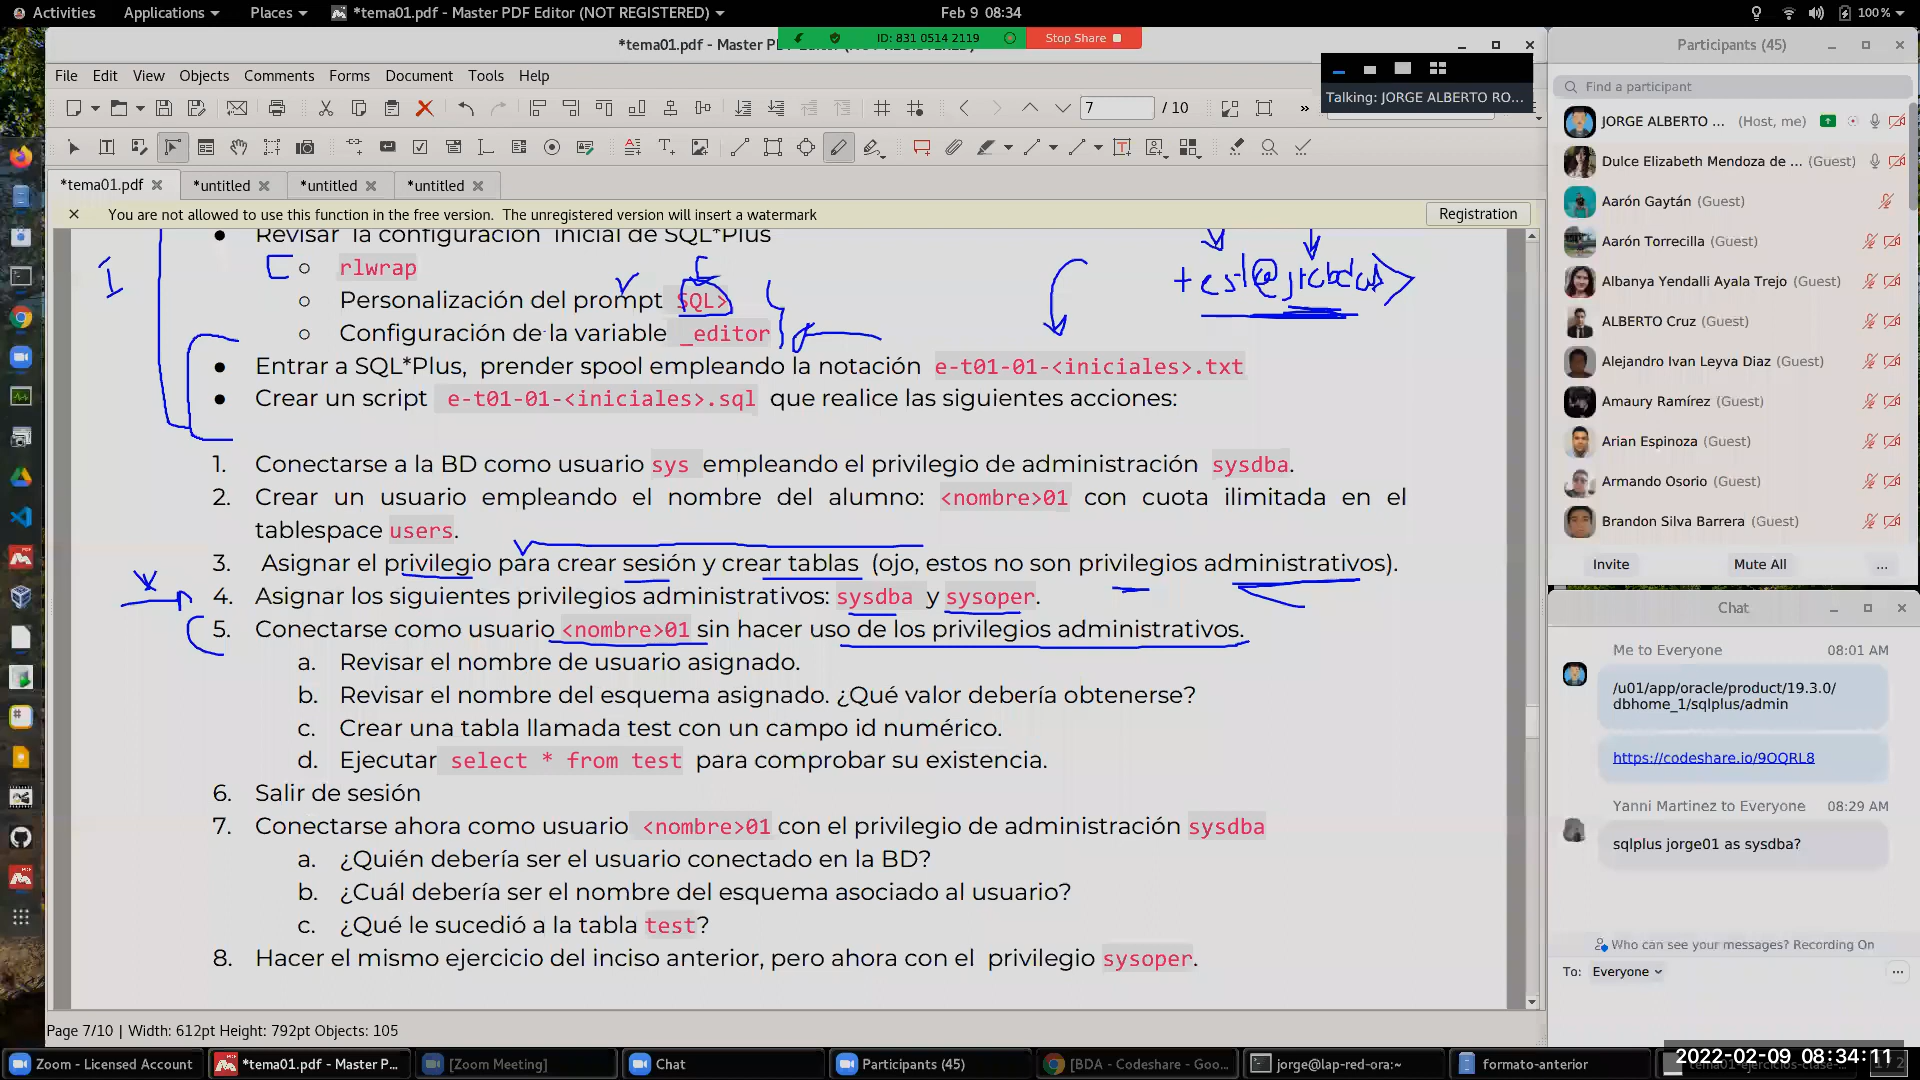 Activities Applications Places *tema01.pdf - Master PDF Editor (NOT REGISTERED) Feb 9 08:34 100%
*tema01.pdf - Master P
ID: 831 0514 2119 Stop Share
File Edit View Objects Comments Forms Document Tools Help
Talking: JORGE ALBERTO RO...
7 / 10
*tema01.pdf *untitled *untitled *untitled
You are not allowed to use this function in the free version. The unregistered version will insert a watermark Registration
● Revisar la configuración inicial de SQL*Plus
○ rlwrap
○ Personalización del prompt SQL>
○ Configuración de la variable _editor
● Entrar a SQL*Plus, prender spool empleando la notación e-t01-01-<iniciales>.txt
● Crear un script e-t01-01-<iniciales>.sql que realice las siguientes acciones:
1. Conectarse a la BD como usuario sys empleando el privilegio de administración sysdba.
2. Crear un usuario empleando el nombre del alumno: <nombre>01 con cuota ilimitada en el
tablespace users.
3. Asignar el privilegio para crear sesión y crear tablas (ojo, estos no son privilegios administrativos).
4. Asignar los siguientes privilegios administrativos: sysdba y sysoper.
5. Conectarse como usuario <nombre>01 sin hacer uso de los privilegios administrativos.
a. Revisar el nombre de usuario asignado.
b. Revisar el nombre del esquema asignado. ¿Qué valor debería obtenerse?
c. Crear una tabla llamada test con un campo id numérico.
d. Ejecutar select * from test para comprobar su existencia.
6. Salir de sesión
7. Conectarse ahora como usuario <nombre>01 con el privilegio de administración sysdba
a. ¿Quién debería ser el usuario conectado en la BD?
b. ¿Cuál debería ser el nombre del esquema asociado al usuario?
c. ¿Qué le sucedió a la tabla test?
8. Hacer el mismo ejercicio del inciso anterior, pero ahora con el privilegio sysoper.
Page 7/10 | Width: 612pt Height: 792pt Objects: 105
Participants (45)
Find a participant
JORGE ALBERTO ... (Host, me)
Dulce Elizabeth Mendoza de ... (Guest)
Aarón Gaytán (Guest)
Aarón Torrecilla (Guest)
Albanya Yendalli Ayala Trejo (Guest)
ALBERTO Cruz (Guest)
Alejandro Ivan Leyva Diaz (Guest)
Amaury Ramírez (Guest)
Arian Espinoza (Guest)
Armando Osorio (Guest)
Brandon Silva Barrera (Guest)
Invite Mute All ...
Chat
Me to Everyone 08:01 AM
/u01/app/oracle/product/19.3.0/
dbhome_1/sqlplus/admin
https://codeshare.io/9OQRL8
Yanni Martinez to Everyone 08:29 AM
sqlplus jorge01 as sysdba?
Who can see your messages? Recording On
To: Everyone
Zoom - Licensed Account *tema01.pdf - Master P... [Zoom Meeting] Chat Participants (45) [BDA - Codeshare - Goo... jorge@lap-red-ora:~ formato-anterior
2022-02-09 08:34:11